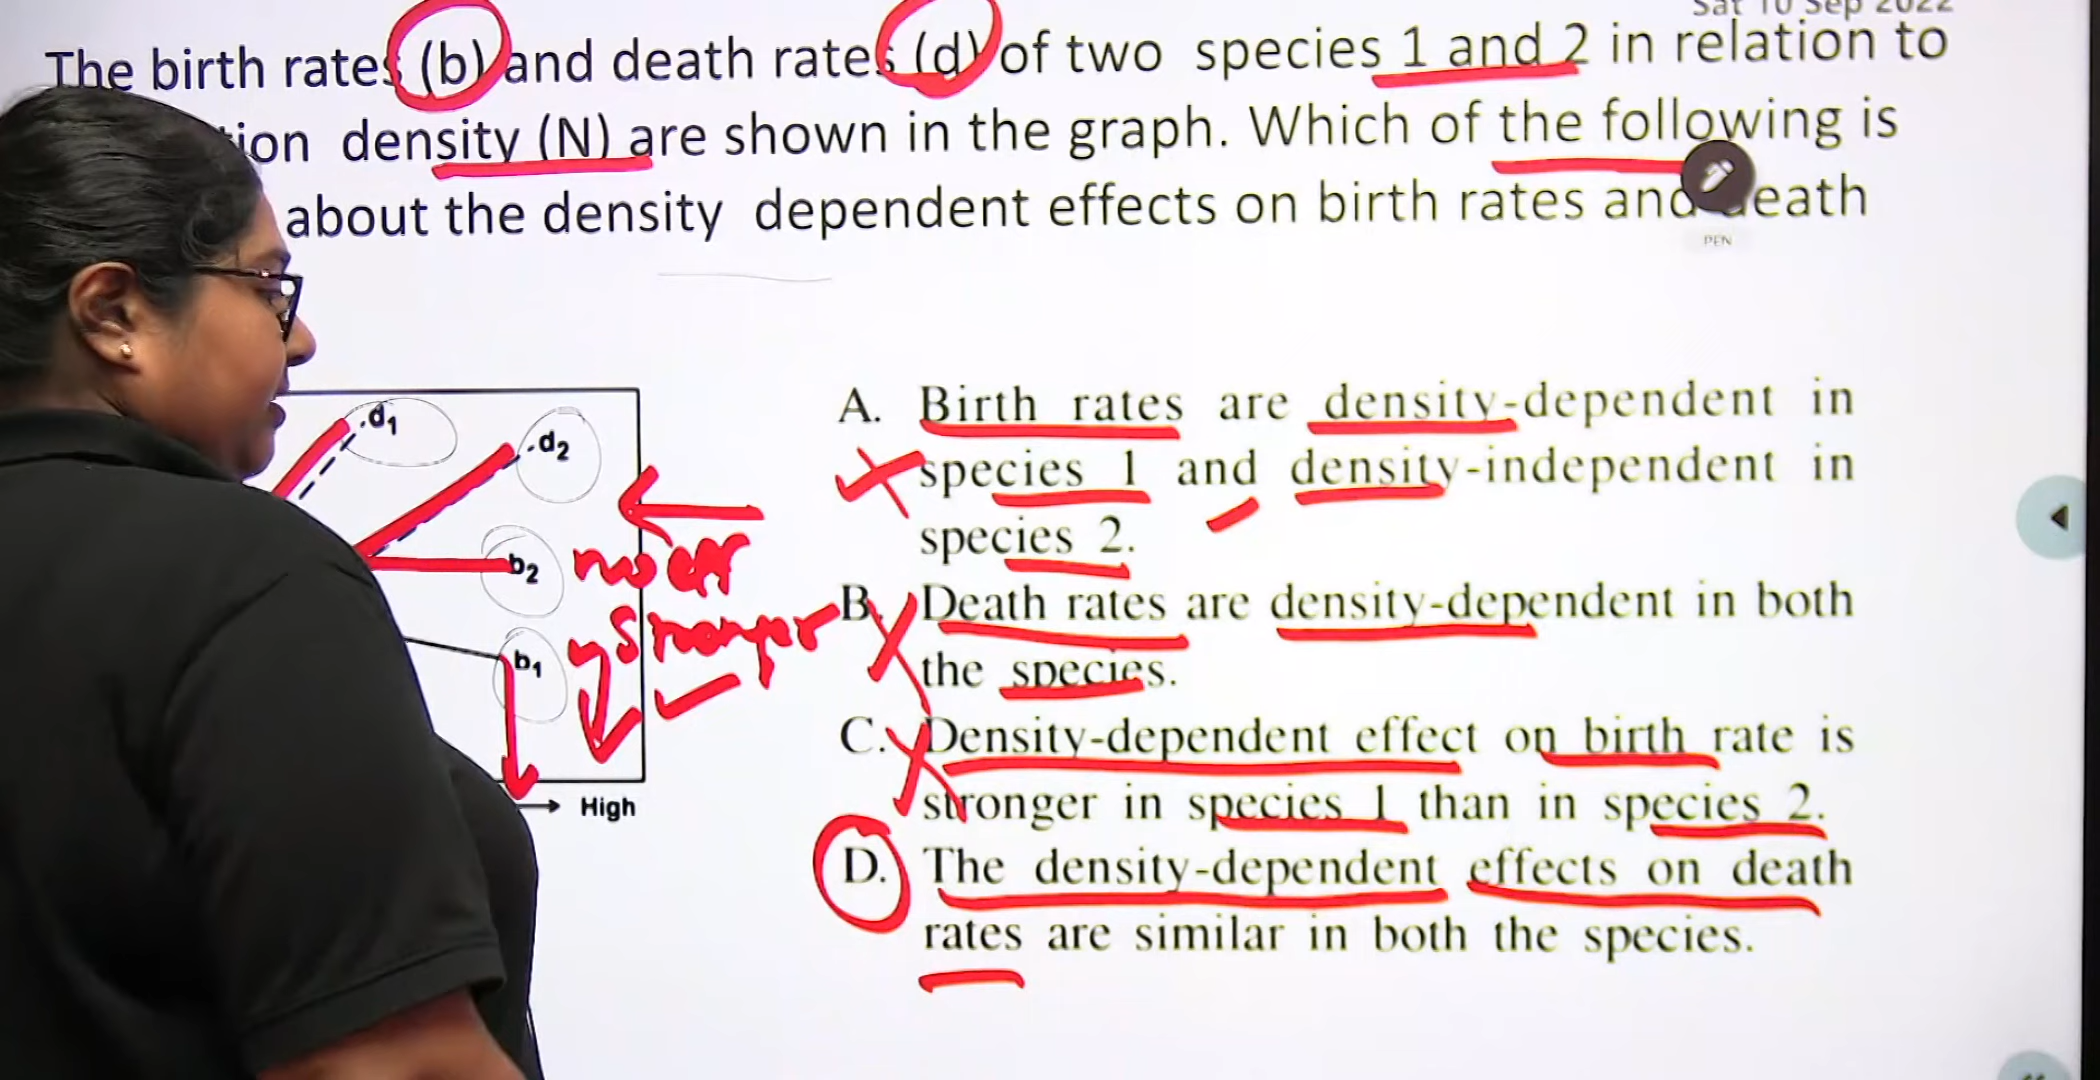 Sat 10 Sep 2022
The birth rates (b) and death rates (d) of two species 1 and 2 in relation to
ion density (N) are shown in the graph. Which of the following is
about the density dependent effects on birth rates and death
PEN
d1
d2
b2
no eff
b1
stronger
High
A. Birth rates are density-dependent in
species 1 and density-independent in
species 2.
B. Death rates are density-dependent in both
the species.
C. Density-dependent effect on birth rate is
stronger in species 1 than in species 2.
D. The density-dependent effects on death
rates are similar in both the species.